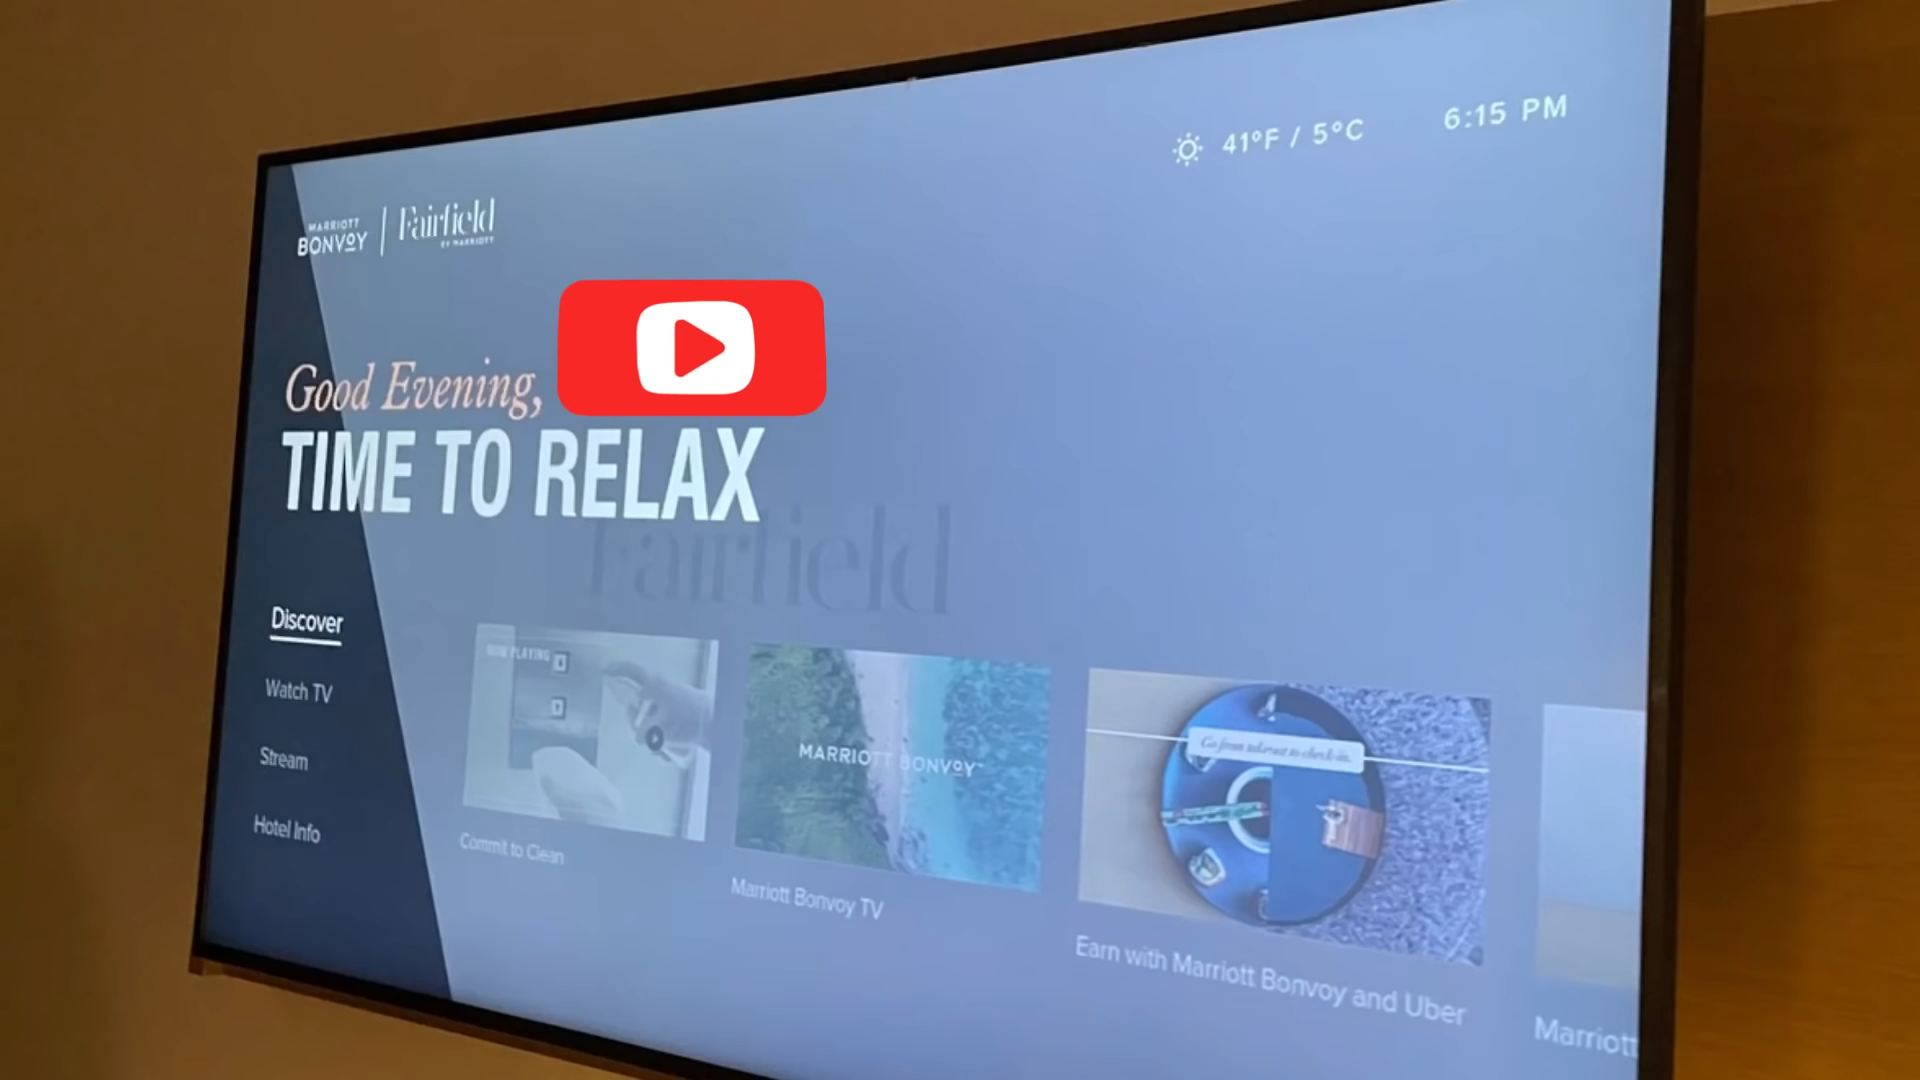 41°F / 5°C
6:15 PM
MARRIOTT
BONVOY
Fairfield
BY MARRIOTT
Good Evening,
TIME TO RELAX
Fairfield
Discover
Watch TV
Stream
Hotel Info
NOW PLAYING
Commit to Clean
MARRIOTT BONVOY™
Marriott Bonvoy TV
Go from takeout to check-in.
Earn with Marriott Bonvoy and Uber
Marriott